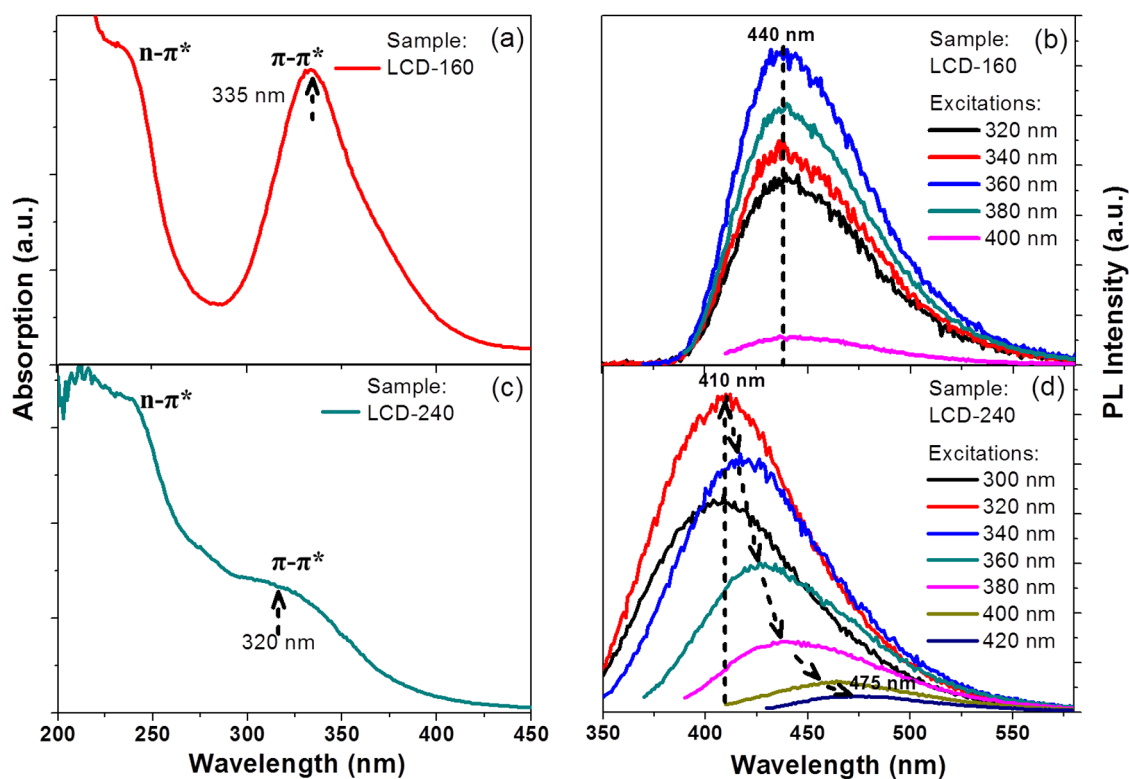 (a)
n-π*
π-π*
Sample:
LCD-160
335 nm
(b)
440 nm
Sample:
LCD-160
Excitations:
320 nm
340 nm
360 nm
380 nm
400 nm
(c)
n-π*
Sample:
LCD-240
π-π*
320 nm
(d)
410 nm
Sample:
LCD-240
Excitations:
300 nm
320 nm
340 nm
360 nm
380 nm
400 nm
420 nm
475 nm
Absorption (a.u.)
PL Intensity (a.u.)
200 250 300 350 400 450
350 400 450 500 550
Wavelength (nm)
Wavelength (nm)